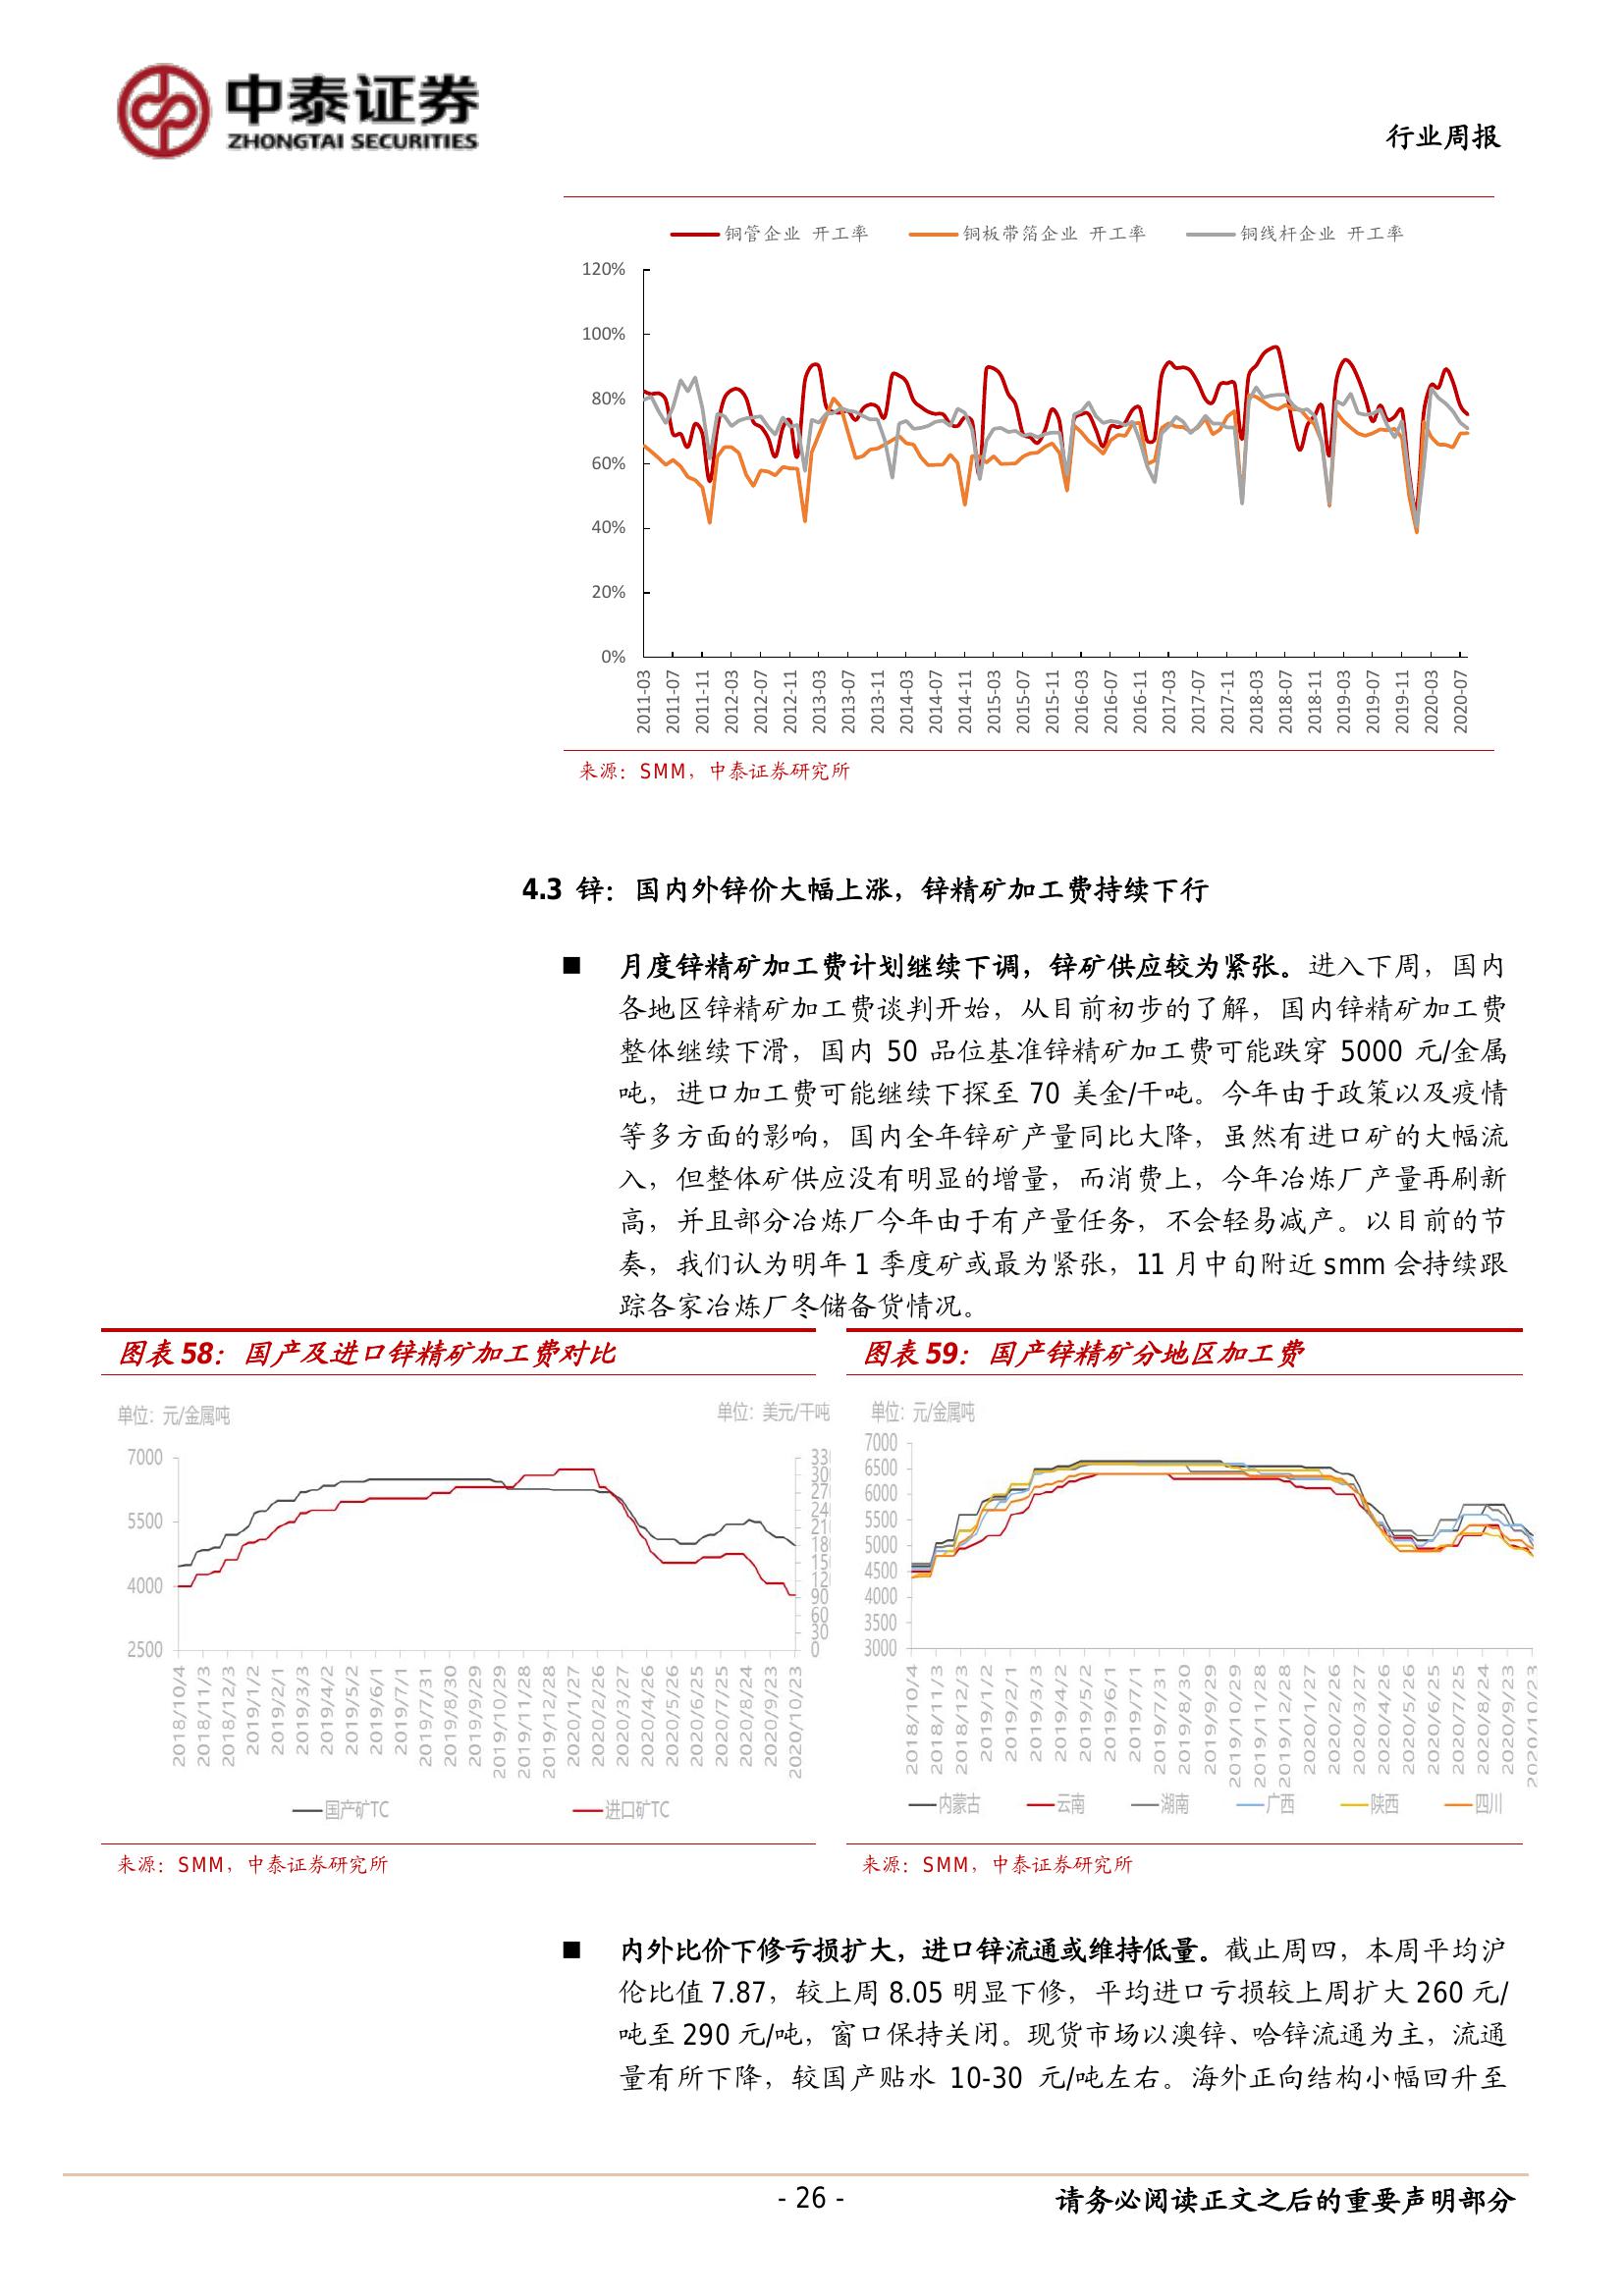 中泰证券
ZHONGTAI SECURITIES
行业周报
铜管企业 开工率 铜板带箔企业 开工率 铜线杆企业 开工率
120%
100%
80%
60%
40%
20%
0%
2011-03 2011-07 2011-11 2012-03 2012-07 2012-11 2013-03 2013-07 2013-11 2014-03 2014-07 2014-11 2015-03 2015-07 2015-11 2016-03 2016-07 2016-11 2017-03 2017-07 2017-11 2018-03 2018-07 2018-11 2019-03 2019-07 2019-11 2020-03 2020-07
来源：SMM，中泰证券研究所
4.3 锌：国内外锌价大幅上涨，锌精矿加工费持续下行
■ 月度锌精矿加工费计划继续下调，锌矿供应较为紧张。进入下周，国内
各地区锌精矿加工费谈判开始，从目前初步的了解，国内锌精矿加工费
整体继续下滑，国内 50 品位基准锌精矿加工费可能跌穿 5000 元/金属
吨，进口加工费可能继续下探至 70 美金/干吨。今年由于政策以及疫情
等多方面的影响，国内全年锌矿产量同比大降，虽然有进口矿的大幅流
入，但整体矿供应没有明显的增量，而消费上，今年冶炼厂产量再刷新
高，并且部分冶炼厂今年由于有产量任务，不会轻易减产。以目前的节
奏，我们认为明年 1 季度矿或最为紧张，11 月中旬附近 smm 会持续跟
踪各家冶炼厂冬储备货情况。
图表 58：国产及进口锌精矿加工费对比
单位：元/金属吨 单位：美元/干吨
7000
5500
4000
2500
33
30
27
24
21
18
15
12
90
60
30
0
2018/10/4 2018/11/3 2018/12/3 2019/1/2 2019/2/1 2019/3/3 2019/4/2 2019/5/2 2019/6/1 2019/7/1 2019/7/31 2019/8/30 2019/9/29 2019/10/29 2019/11/28 2019/12/28 2020/1/27 2020/2/26 2020/3/27 2020/4/26 2020/5/26 2020/6/25 2020/7/25 2020/8/24 2020/9/23 2020/10/23
国产矿TC 进口矿TC
来源：SMM，中泰证券研究所
图表 59：国产锌精矿分地区加工费
单位：元/金属吨
7000
6500
6000
5500
5000
4500
4000
3500
3000
2018/10/4 2018/11/3 2018/12/3 2019/1/2 2019/2/1 2019/3/3 2019/4/2 2019/5/2 2019/6/1 2019/7/1 2019/7/31 2019/8/30 2019/9/29 2019/10/29 2019/11/28 2019/12/28 2020/1/27 2020/2/26 2020/3/27 2020/4/26 2020/5/26 2020/6/25 2020/7/25 2020/8/24 2020/9/23 2020/10/23
内蒙古 云南 湖南 广西 陕西 四川
来源：SMM，中泰证券研究所
■ 内外比价下修亏损扩大，进口锌流通或维持低量。截止周四，本周平均沪
伦比值 7.87，较上周 8.05 明显下修，平均进口亏损较上周扩大 260 元/
吨至 290 元/吨，窗口保持关闭。现货市场以澳锌、哈锌流通为主，流通
量有所下降，较国产贴水 10-30 元/吨左右。海外正向结构小幅回升至
- 26 -
请务必阅读正文之后的重要声明部分